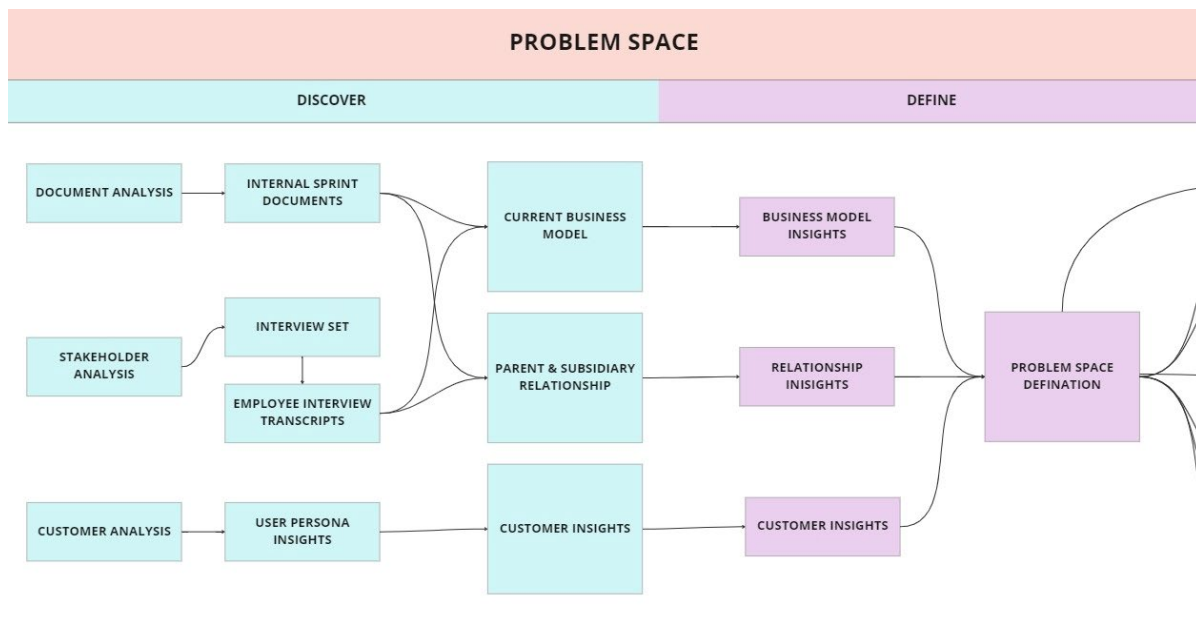 PROBLEM SPACE
DISCOVER
DEFINE
DOCUMENT ANALYSIS
INTERNAL SPRINT
DOCUMENTS
CURRENT BUSINESS
MODEL
BUSINESS MODEL
INSIGHTS
STAKEHOLDER
ANALYSIS
INTERVIEW SET
EMPLOYEE INTERVIEW
TRANSCRIPTS
PARENT & SUBSIDIARY
RELATIONSHIP
RELATIONSHIP
INISIGHTS
PROBLEM SPACE
DEFINATION
CUSTOMER ANALYSIS
USER PERSONA
INSIGHTS
CUSTOMER INSIGHTS
CUSTOMER INSIGHTS